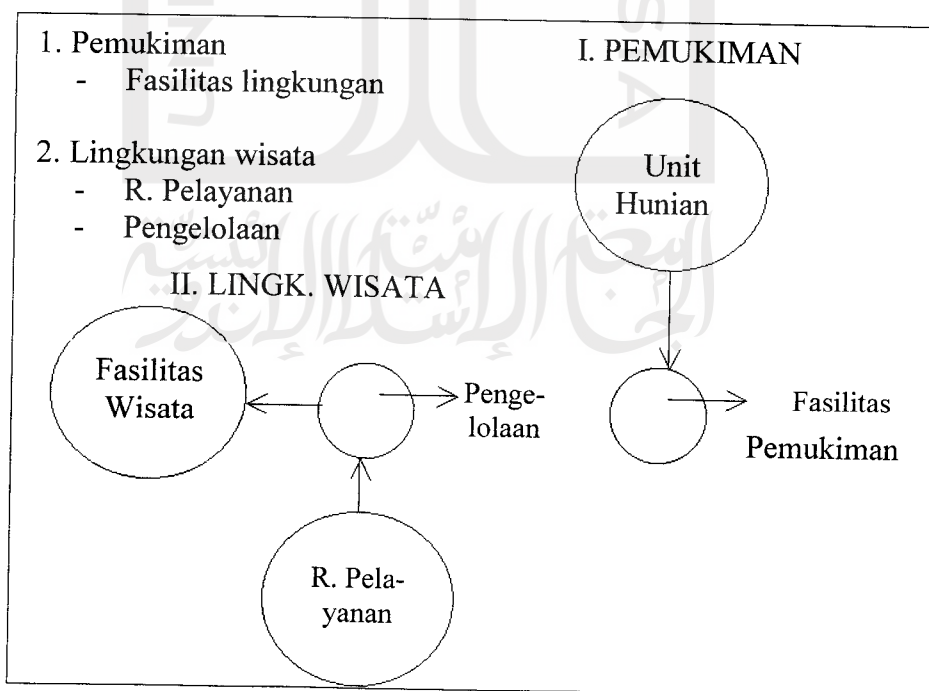 1. Pemukiman
- Fasilitas lingkungan
2. Lingkungan wisata
- R. Pelayanan
- Pengelolaan
I. PEMUKIMAN
Unit
Hunian
Fasilitas
Pemukiman
II. LINGK. WISATA
Fasilitas
Wisata
Penge-
lolaan
R. Pela-
yanan